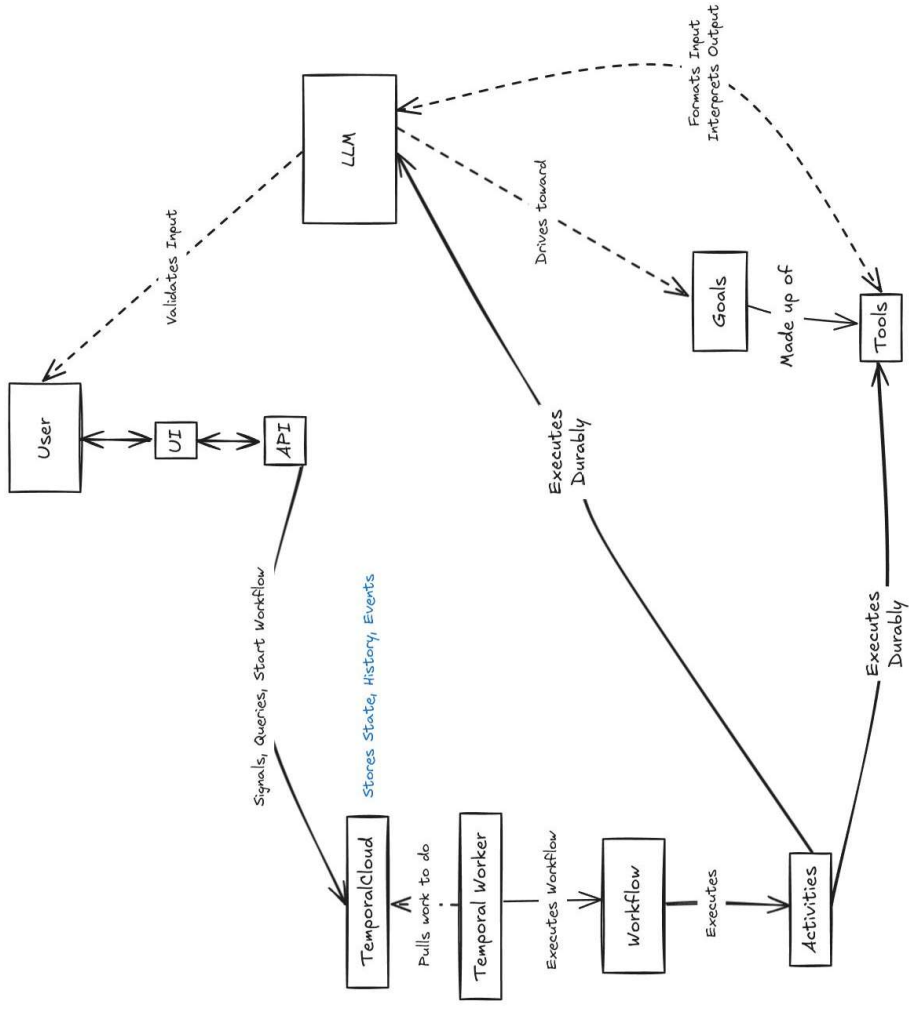 User
UI
API
Signals, Queries, Start Workflow
TemporalCloud
Stores State, History, Events
Pulls work to do
Temporal Worker
Executes Workflow
Workflow
Executes
Activities
Executes
Durably
Executes
Durably
Validates Input
LLM
Drives toward
Goals
Made up of
Tools
Formats Input
Interprets Output